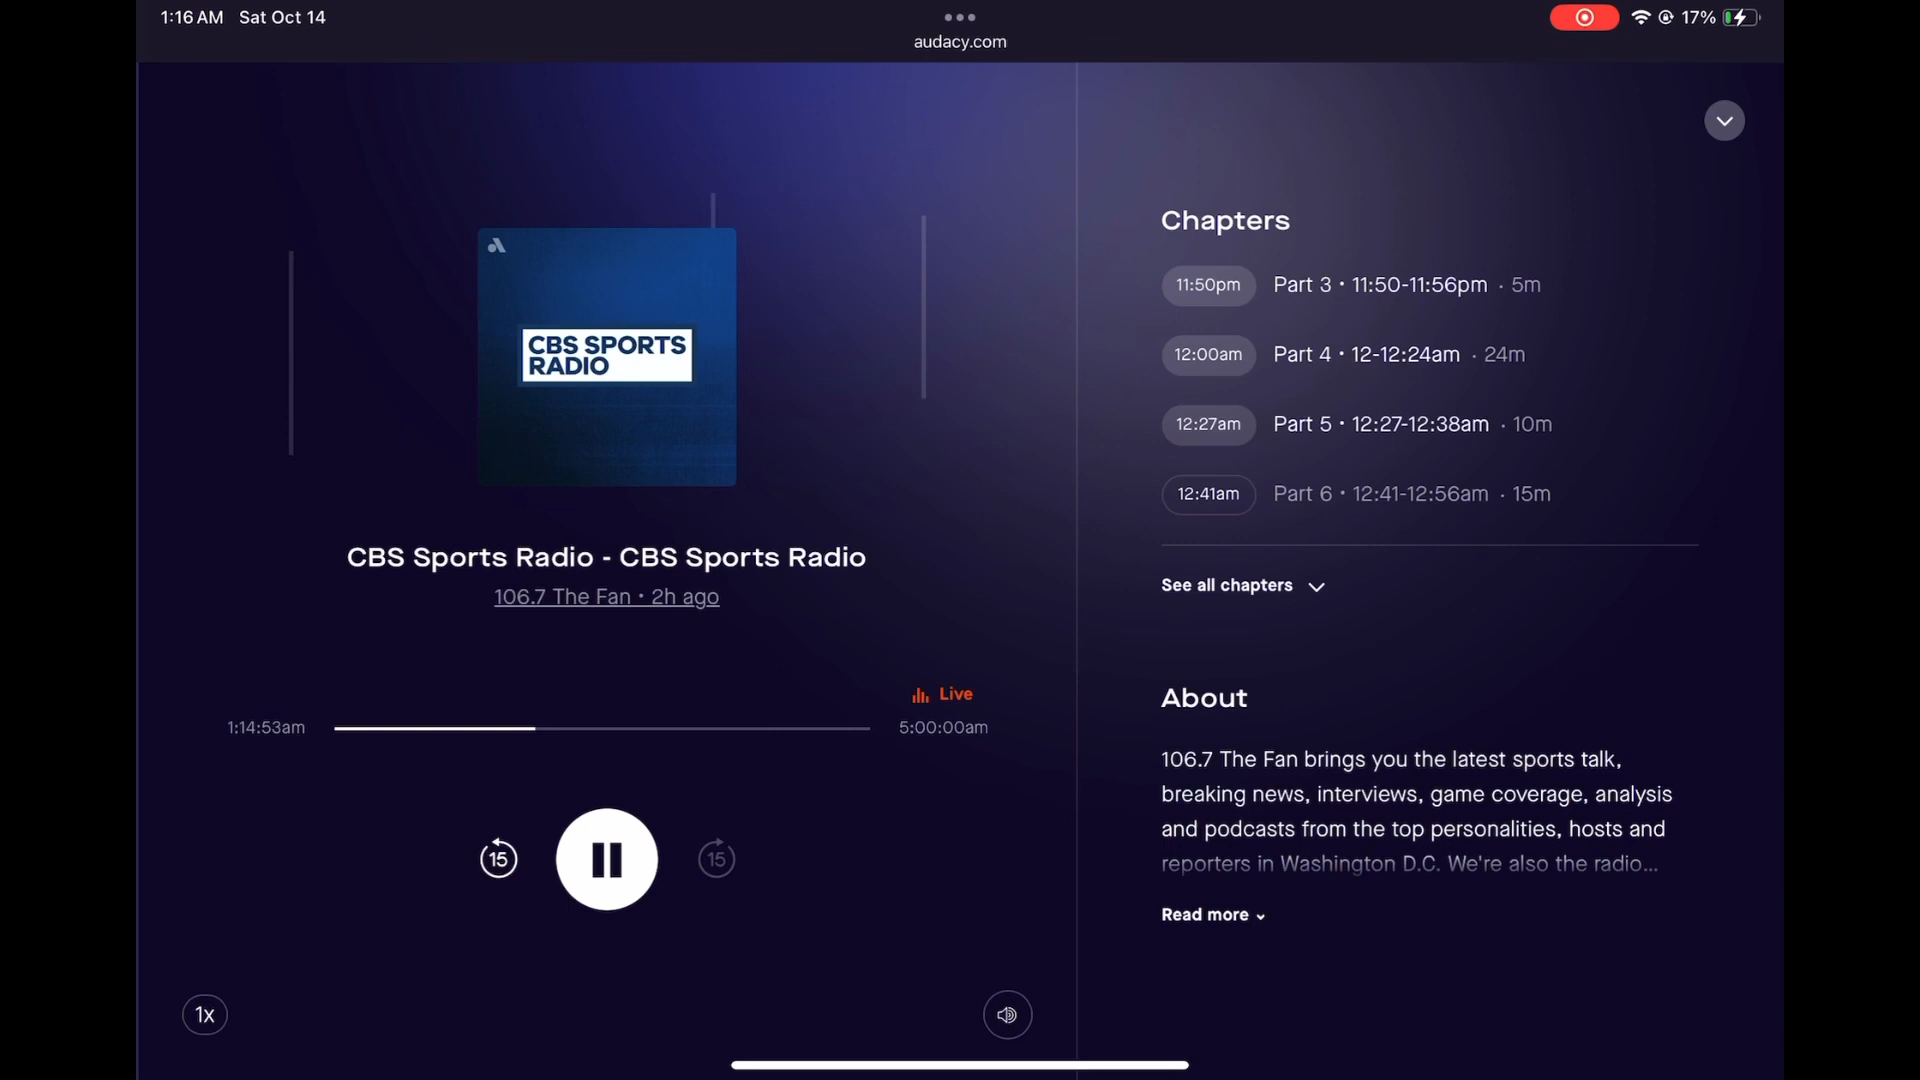 1:16 AM Sat Oct 14
audacy.com
17%
CBS SPORTS
RADIO
CBS Sports Radio - CBS Sports Radio
106.7 The Fan • 2h ago
Live
1:14:53am
5:00:00am
15
15
1x
Chapters
11:50pm Part 3 • 11:50-11:56pm · 5m
12:00am Part 4 • 12-12:24am · 24m
12:27am Part 5 • 12:27-12:38am · 10m
12:41am Part 6 • 12:41-12:56am · 15m
See all chapters
About
106.7 The Fan brings you the latest sports talk,
breaking news, interviews, game coverage, analysis
and podcasts from the top personalities, hosts and
reporters in Washington D.C. We're also the radio...
Read more